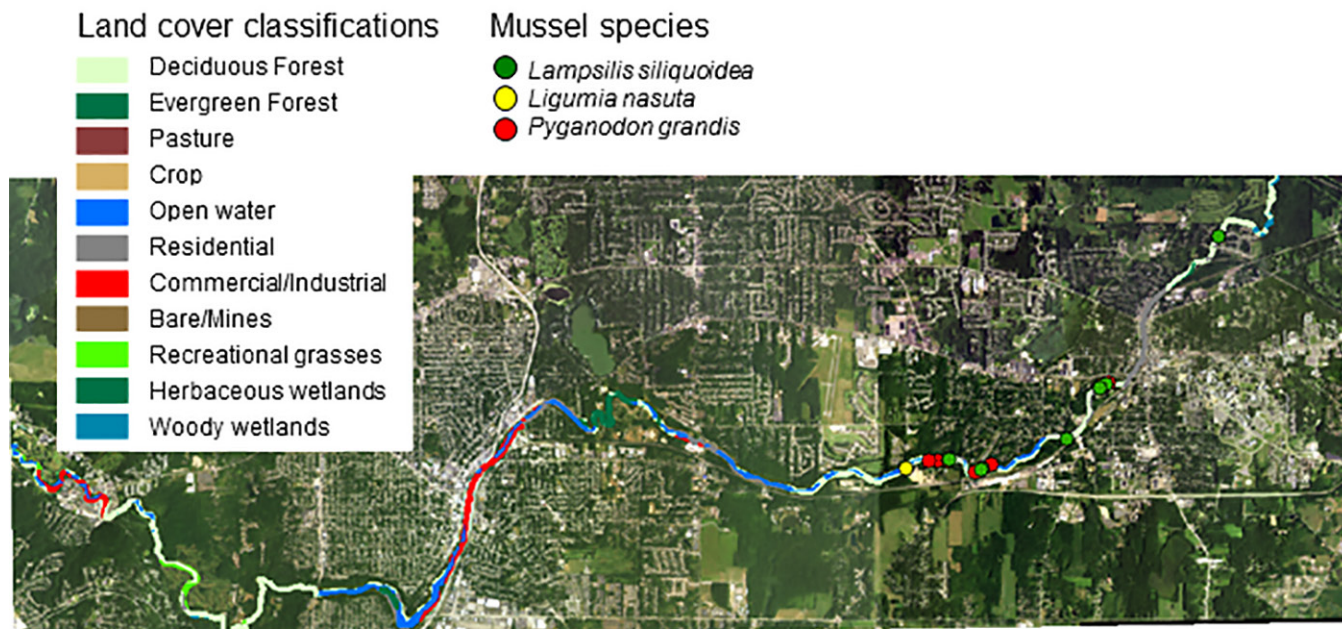 Land cover classifications
Deciduous Forest
Evergreen Forest
Pasture
Crop
Open water
Residential
Commercial/Industrial
Bare/Mines
Recreational grasses
Herbaceous wetlands
Woody wetlands
Mussel species
Lampsilis siliquoidea
Ligumia nasuta
Pyganodon grandis